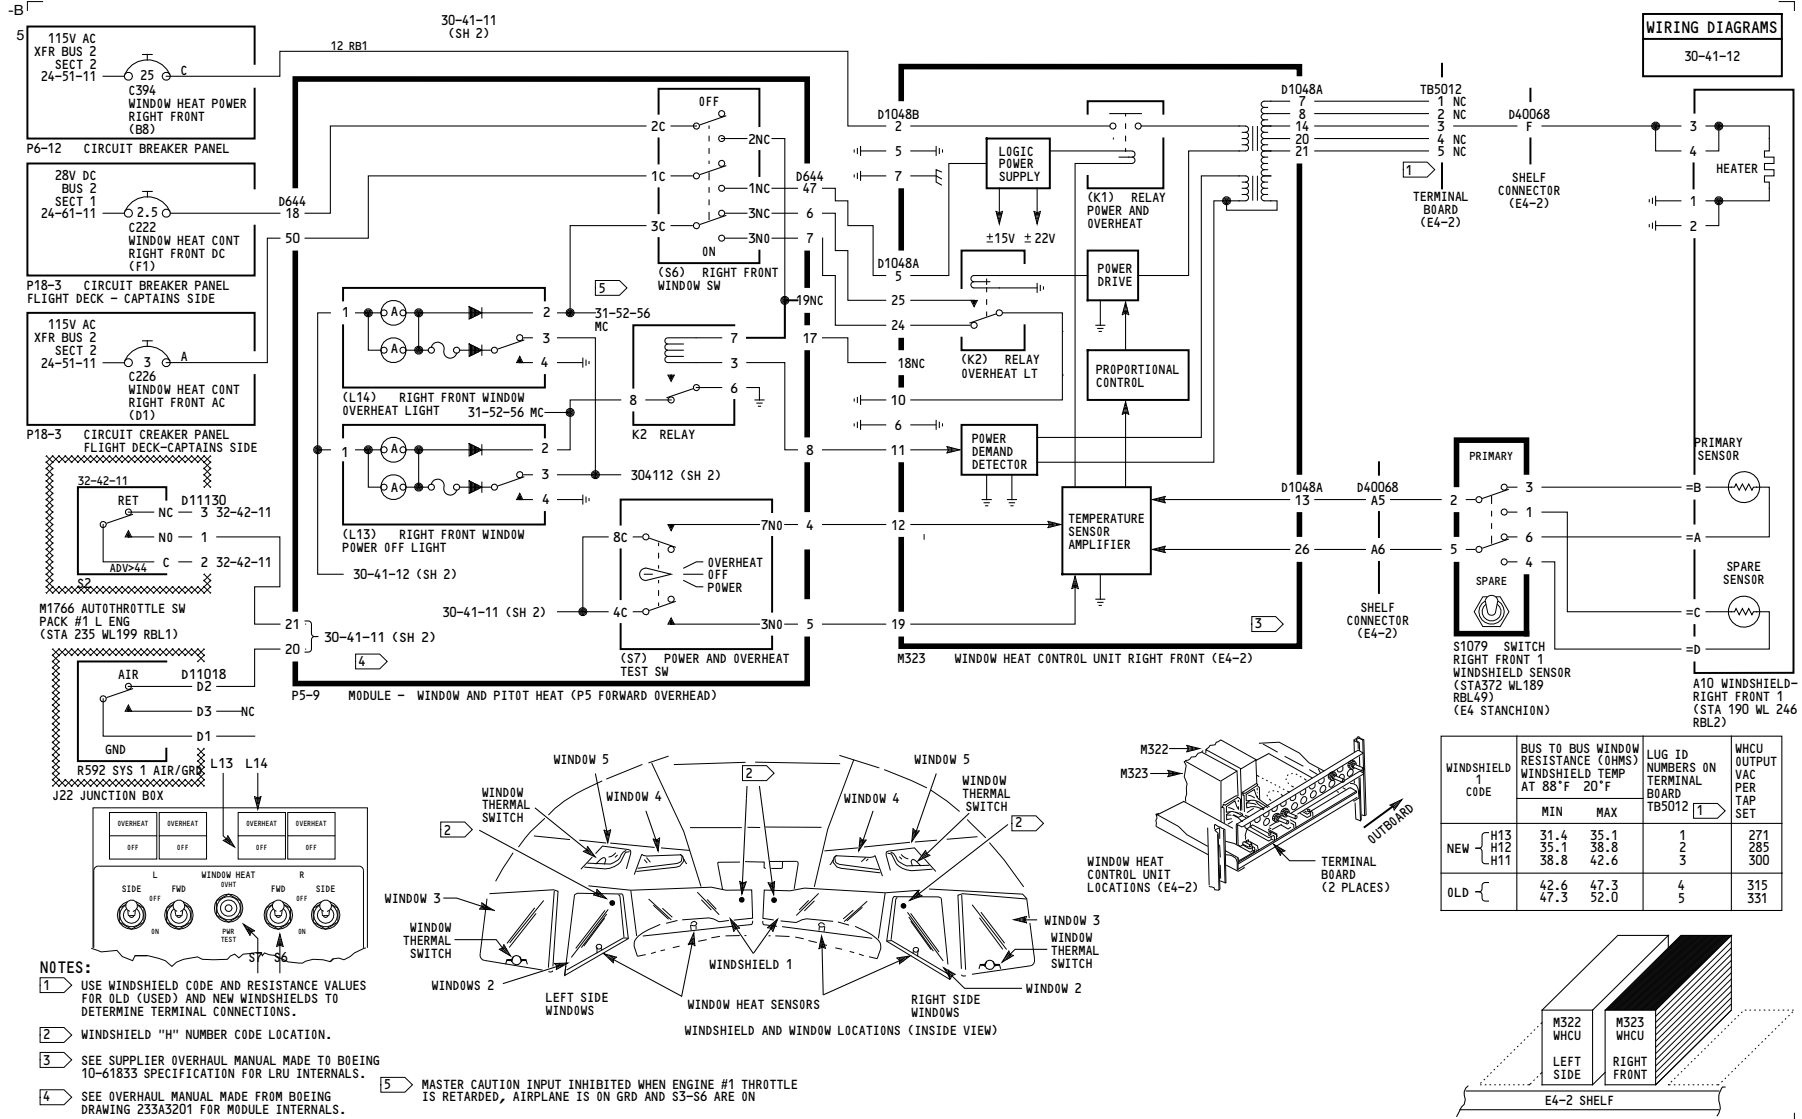 -B
5
30-41-11
(SH 2)
12 RB1
WIRING DIAGRAMS
30-41-12
115V AC
XFR BUS 2
SECT 2
24-51-11
25
C
C394
WINDOW HEAT POWER
RIGHT FRONT
(B8)
P6-12 CIRCUIT BREAKER PANEL
28V DC
BUS 2
SECT 1
24-61-11
2.5
C222
WINDOW HEAT CONT
RIGHT FRONT DC
(F1)
P18-3 CIRCUIT BREAKER PANEL
FLIGHT DECK - CAPTAINS SIDE
115V AC
XFR BUS 2
SECT 2
24-51-11
3
A
C226
WINDOW HEAT CONT
RIGHT FRONT AC
(D1)
P18-3 CIRCUIT CREAKER PANEL
FLIGHT DECK-CAPTAINS SIDE
32-42-11
RET
NC
NO
C
ADV>44
S2
D11130
3 32-42-11
1
2 32-42-11
M1766 AUTOTHROTTLE SW
PACK #1 L ENG
(STA 235 WL199 RBL1)
AIR
GND
D11018
D2
D3 NC
D1
R592 SYS 1 AIR/GRD
J22 JUNCTION BOX
D644
18
50
21
20
30-41-11 (SH 2)
4
OFF
2C
2NC
1C
1NC
3C
3NC
3NO
ON
(S6) RIGHT FRONT
WINDOW SW
D644
47
6
7
19NC
17
8
5
31-52-56
MC
1
A
A
2
3
4
(L14) RIGHT FRONT WINDOW
OVERHEAT LIGHT
31-52-56 MC
1
A
A
2
3
4
(L13) RIGHT FRONT WINDOW
POWER OFF LIGHT
30-41-12 (SH 2)
304112 (SH 2)
7
3
6
8
K2 RELAY
8C
7NO
4
OVERHEAT
OFF
POWER
30-41-11 (SH 2)
4C
3NO
5
(S7) POWER AND OVERHEAT
TEST SW
P5-9 MODULE - WINDOW AND PITOT HEAT (P5 FORWARD OVERHEAD)
D1048B
2
5
7
D1048A
5
25
24
18NC
10
6
11
12
19
LOGIC
POWER
SUPPLY
±15V ±22V
(K1) RELAY
POWER AND
OVERHEAT
(K2) RELAY
OVERHEAT LT
POWER
DRIVE
PROPORTIONAL
CONTROL
POWER
DEMAND
DETECTOR
TEMPERATURE
SENSOR
AMPLIFIER
3
M323 WINDOW HEAT CONTROL UNIT RIGHT FRONT (E4-2)
D1048A
7
8
14
20
21
TB5012
1 NC
2 NC
3
4 NC
5 NC
1
TERMINAL
BOARD
(E4-2)
D40068
F
SHELF
CONNECTOR
(E4-2)
3
4
1
2
HEATER
D1048A
13
26
D40068
A5
A6
SHELF
CONNECTOR
(E4-2)
PRIMARY
2
3
1
6
5
4
SPARE
S1079 SWITCH
RIGHT FRONT 1
WINDSHIELD SENSOR
(STA372 WL189
RBL49)
(E4 STANCHION)
PRIMARY
SENSOR
=B
=A
SPARE
SENSOR
=C
=D
A10 WINDSHIELD-
RIGHT FRONT 1
(STA 190 WL 246
RBL2)
L13 L14
OVERHEAT OVERHEAT OVERHEAT OVERHEAT
OFF OFF OFF OFF
L WINDOW HEAT R
SIDE FWD OVHT FWD SIDE
OFF OFF
ON ON
PWR
TEST
S7 S6
WINDOW 5
WINDOW
THERMAL
SWITCH
2
WINDOW 4
2
WINDOW 4
WINDOW 5
WINDOW
THERMAL
SWITCH
2
WINDOW 3
WINDOW
THERMAL
SWITCH
WINDOWS 2
LEFT SIDE
WINDOWS
WINDSHIELD 1
WINDOW HEAT SENSORS
RIGHT SIDE
WINDOWS
WINDOW 3
WINDOW
THERMAL
SWITCH
WINDOW 2
WINDSHIELD AND WINDOW LOCATIONS (INSIDE VIEW)
M322
M323
OUTBOARD
WINDOW HEAT
CONTROL UNIT
LOCATIONS (E4-2)
TERMINAL
BOARD
(2 PLACES)
WINDSHIELD
1
CODE
BUS TO BUS WINDOW
RESISTANCE (OHMS)
WINDSHIELD TEMP
AT 88°F 20°F
MIN MAX
LUG ID
NUMBERS ON
TERMINAL
BOARD
TB5012 1
WHCU
OUTPUT
VAC
PER
TAP
SET
NEW H13 31.4 35.1 1 271
H12 35.1 38.8 2 285
H11 38.8 42.6 3 300
OLD 42.6 47.3 4 315
47.3 52.0 5 331
M322
WHCU
LEFT
SIDE
M323
WHCU
RIGHT
FRONT
E4-2 SHELF
NOTES:
1 USE WINDSHIELD CODE AND RESISTANCE VALUES
FOR OLD (USED) AND NEW WINDSHIELDS TO
DETERMINE TERMINAL CONNECTIONS.
2 WINDSHIELD "H" NUMBER CODE LOCATION.
3 SEE SUPPLIER OVERHAUL MANUAL MADE TO BOEING
10-61833 SPECIFICATION FOR LRU INTERNALS.
4 SEE OVERHAUL MANUAL MADE FROM BOEING
DRAWING 233A3201 FOR MODULE INTERNALS.
5 MASTER CAUTION INPUT INHIBITED WHEN ENGINE #1 THROTTLE
IS RETARDED, AIRPLANE IS ON GRD AND S3-S6 ARE ON